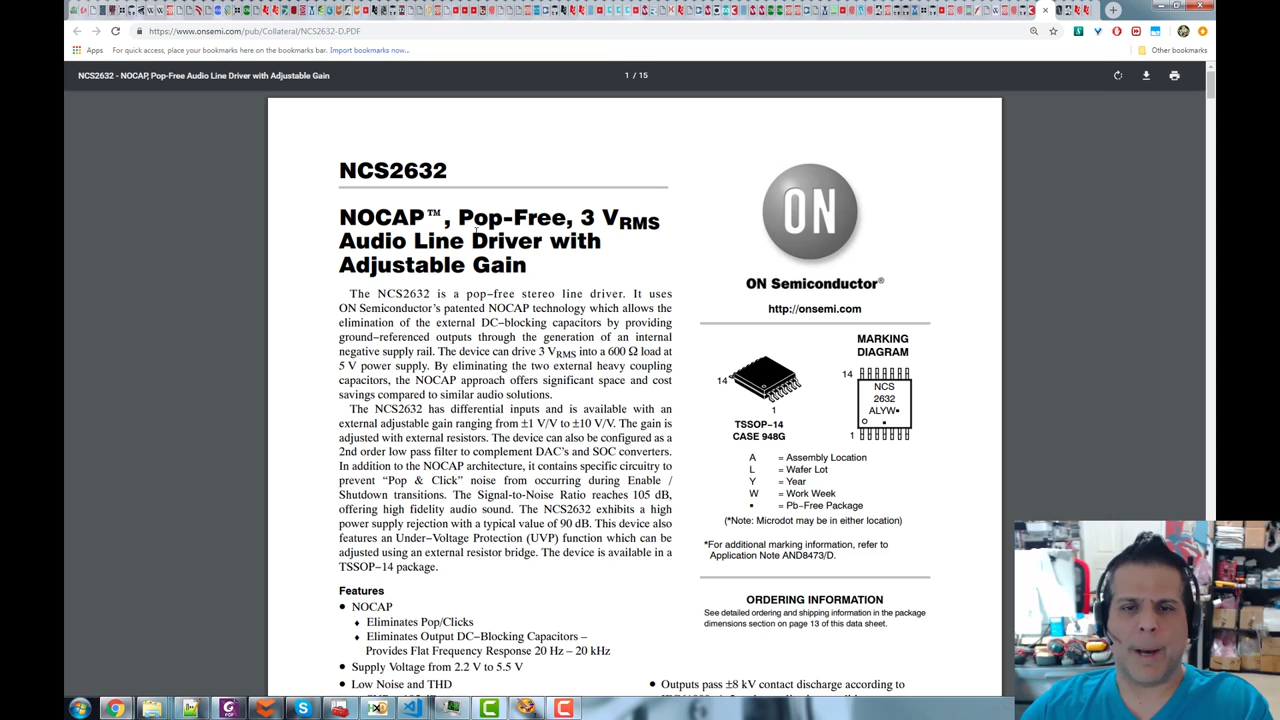 https://www.onsemi.com/pub/Collateral/NCS2632-D.PDF
Apps
For quick access, place your bookmarks here on the bookmarks bar. Import bookmarks now...
Other bookmarks
NCS2632 - NOCAP, Pop-Free Audio Line Driver with Adjustable Gain
1 / 15
NCS2632
NOCAP™, Pop-Free, 3 VRMS
Audio Line Driver with
Adjustable Gain
The NCS2632 is a pop−free stereo line driver. It uses
ON Semiconductor's patented NOCAP technology which allows the
elimination of the external DC−blocking capacitors by providing
ground−referenced outputs through the generation of an internal
negative supply rail. The device can drive 3 VRMS into a 600 Ω load at
5 V power supply. By eliminating the two external heavy coupling
capacitors, the NOCAP approach offers significant space and cost
savings compared to similar audio solutions.
The NCS2632 has differential inputs and is available with an
external adjustable gain ranging from ±1 V/V to ±10 V/V. The gain is
adjusted with external resistors. The device can also be configured as a
2nd order low pass filter to complement DAC's and SOC converters.
In addition to the NOCAP architecture, it contains specific circuitry to
prevent “Pop & Click” noise from occurring during Enable /
Shutdown transitions. The Signal−to−Noise Ratio reaches 105 dB,
offering high fidelity audio sound. The NCS2632 exhibits a high
power supply rejection with a typical value of 90 dB. This device also
features an Under−Voltage Protection (UVP) function which can be
adjusted using an external resistor bridge. The device is available in a
TSSOP−14 package.
Features
• NOCAP
♦ Eliminates Pop/Clicks
♦ Eliminates Output DC−Blocking Capacitors −
Provides Flat Frequency Response 20 Hz – 20 kHz
• Supply Voltage from 2.2 V to 5.5 V
• Low Noise and THD
ON
ON Semiconductor®
http://onsemi.com
MARKING
DIAGRAM
14
1
TSSOP−14
CASE 948G
14
NCS
2632
ALYW▪
▪
1
A = Assembly Location
L = Wafer Lot
Y = Year
W = Work Week
▪ = Pb−Free Package
(*Note: Microdot may be in either location)
*For additional marking information, refer to
Application Note AND8473/D.
ORDERING INFORMATION
See detailed ordering and shipping information in the package
dimensions section on page 13 of this data sheet.
• Outputs pass ±8 kV contact discharge according to